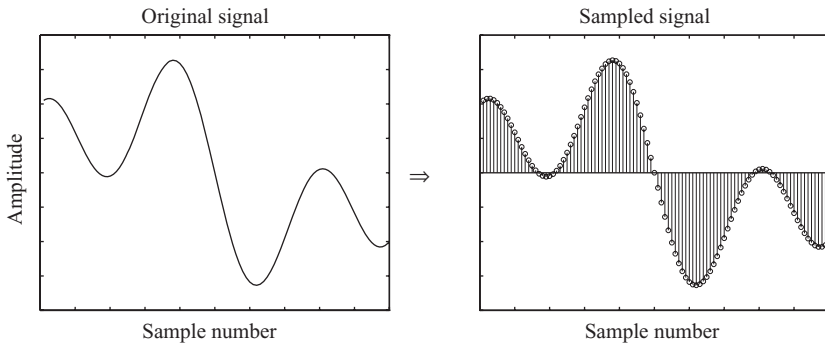 Original signal
Sampled signal
Amplitude
⇓
Sample number
Sample number